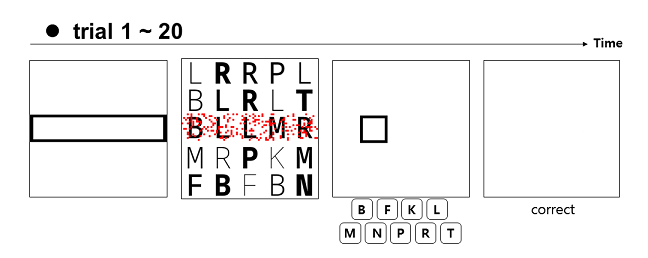 ● trial 1 ~ 20
Time
L R R P L
B L R L T
B L L M R
M R P K M
F B F B N
B F K L
M N P R T
correct